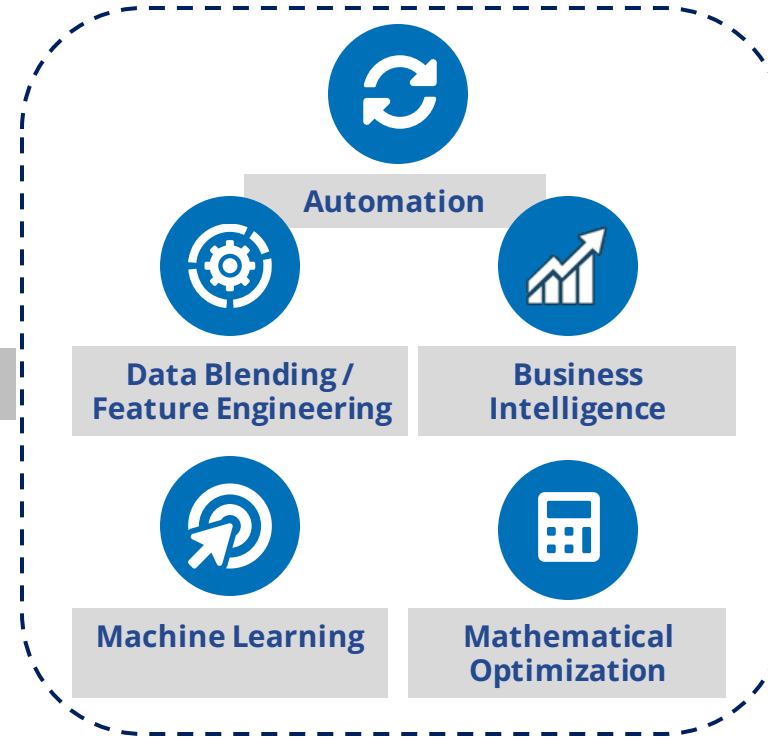 Automation
Data Blending /
Feature Engineering
Business
Intelligence
Machine Learning
Mathematical
Optimization